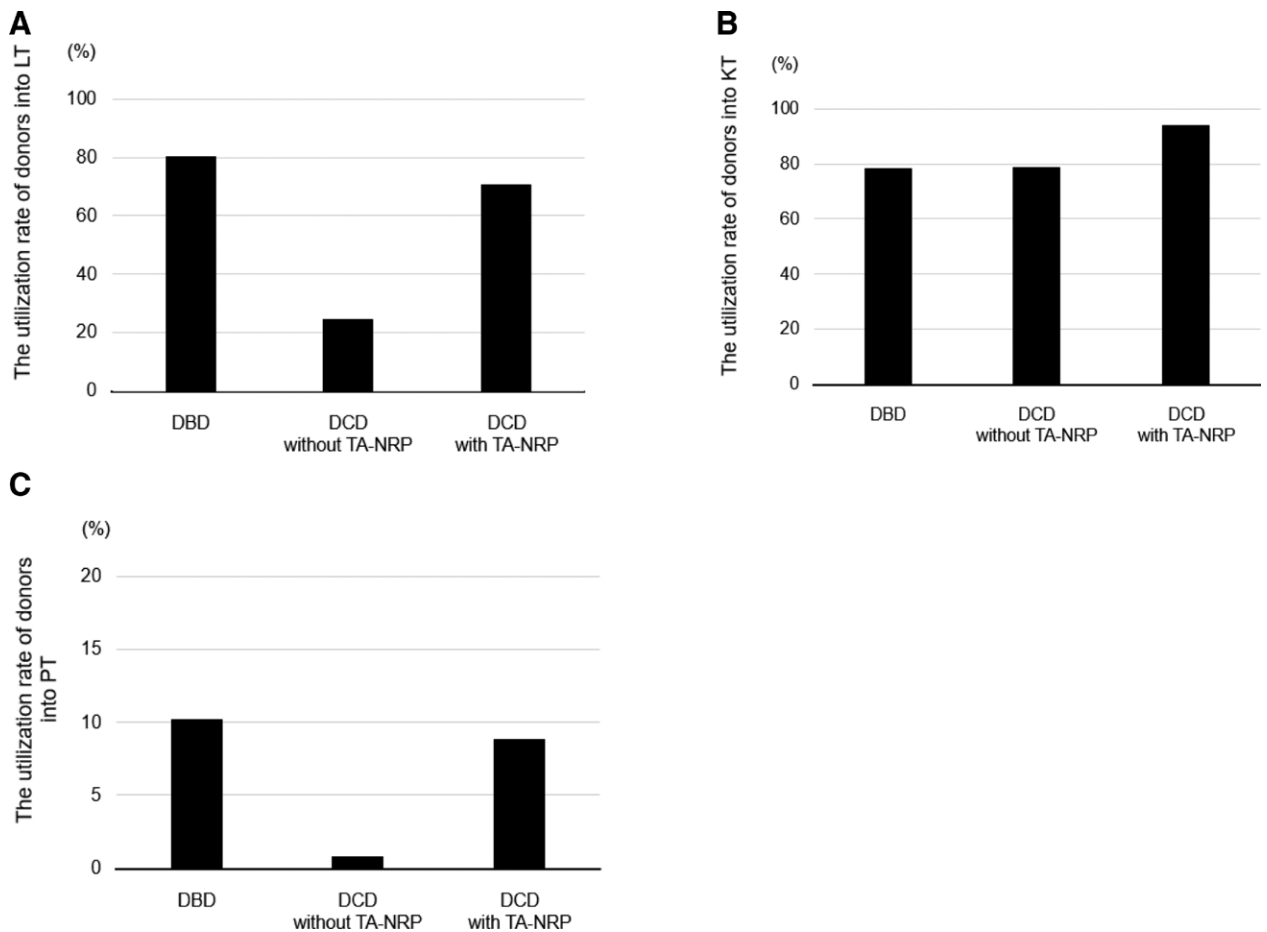 A
The utilization rate of donors into LT
(%)
100
80
60
40
20
0
DBD
DCD
without TA-NRP
DCD
with TA-NRP
B
The utilization rate of donors into KT
(%)
100
80
60
40
20
0
DBD
DCD
without TA-NRP
DCD
with TA-NRP
C
The utilization rate of donors
into PT
(%)
20
15
10
5
0
DBD
DCD
without TA-NRP
DCD
with TA-NRP